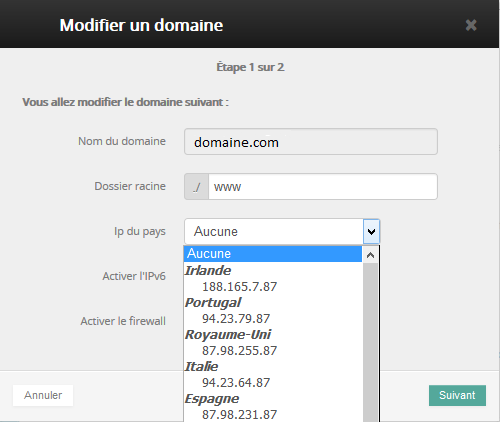 Modifier un domaine
Étape 1 sur 2
Vous allez modifier le domaine suivant :
Nom du domaine domaine.com
Dossier racine ./ www
Ip du pays Aucune
Aucune
Irlande
188.165.7.87
Portugal
94.23.79.87
Royaume-Uni
87.98.255.87
Italie
94.23.64.87
Espagne
87.98.231.87
Activer l'IPv6
Activer le firewall
Annuler Suivant